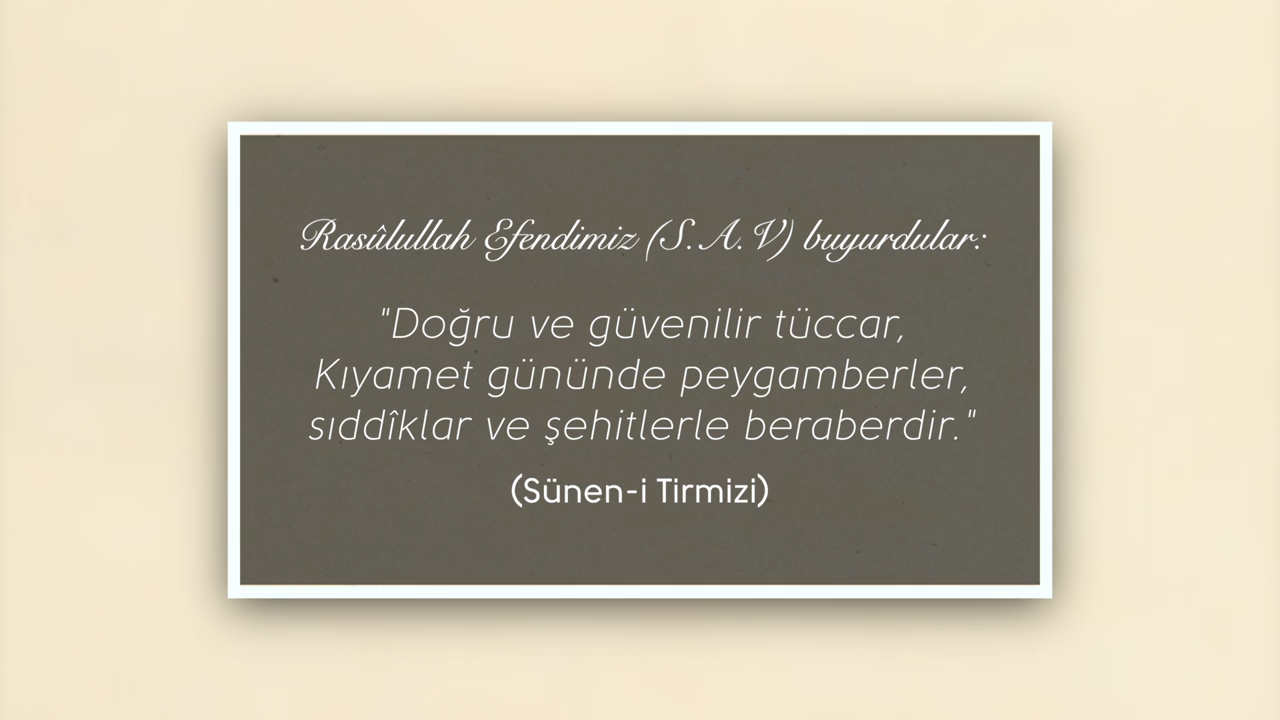 Rasûlullah Efendimiz (S.A.V) buyurdular:
"Doğru ve güvenilir tüccar,
Kıyamet gününde peygamberler,
sıddîklar ve şehitlerle beraberdir."
(Sünen-i Tirmizi)